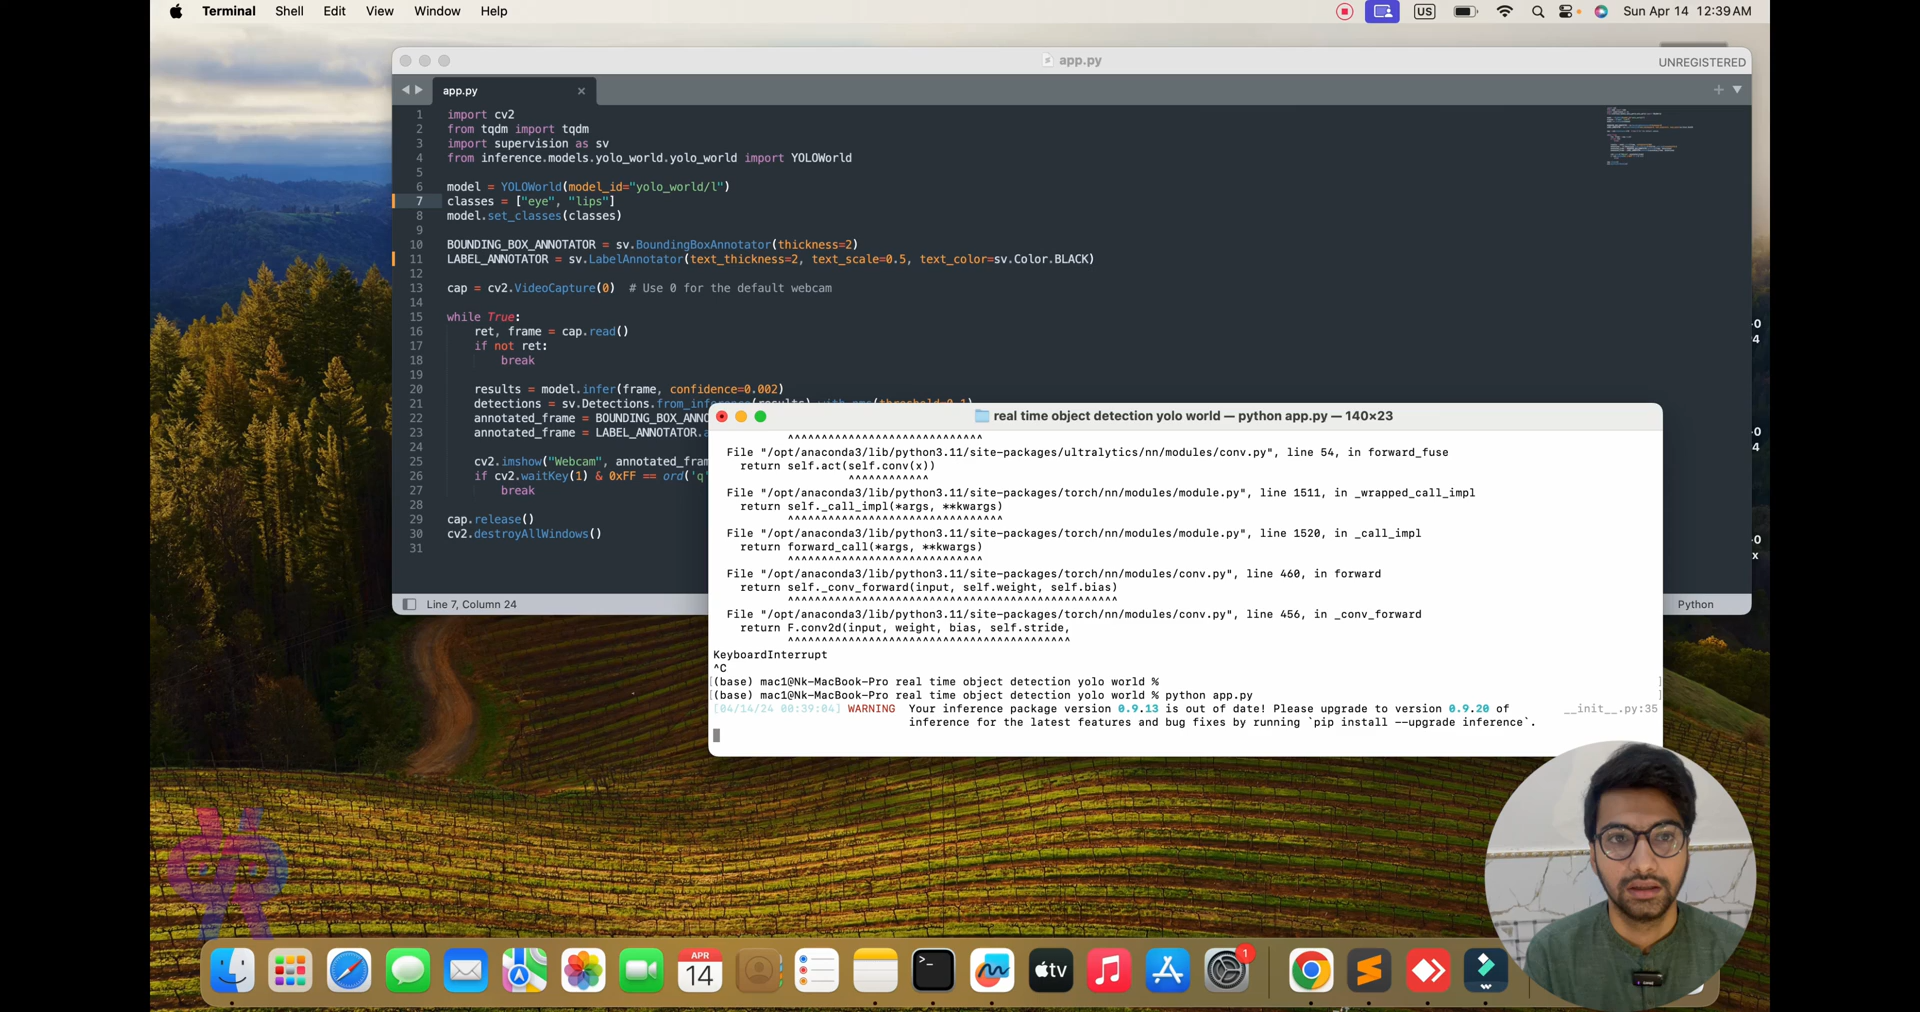 Terminal Shell Edit View Window Help
US
Sun Apr 14 12:39 AM
app.py
UNREGISTERED
app.py
1 import cv2
2 from tqdm import tqdm
3 import supervision as sv
4 from inference.models.yolo_world.yolo_world import YOLOWorld
5
6 model = YOLOWorld(model_id="yolo_world/l")
7 classes = ["eye", "lips"]
8 model.set_classes(classes)
9
10 BOUNDING_BOX_ANNOTATOR = sv.BoundingBoxAnnotator(thickness=2)
11 LABEL_ANNOTATOR = sv.LabelAnnotator(text_thickness=2, text_scale=0.5, text_color=sv.Color.BLACK)
12
13 cap = cv2.VideoCapture(0) # Use 0 for the default webcam
14
15 while True:
16 ret, frame = cap.read()
17 if not ret:
18 break
19
20 results = model.infer(frame, confidence=0.002)
21 detections = sv.Detections.from_inference(results).with_nms(threshold=0.1)
22 annotated_frame = BOUNDING_BOX_ANNO
23 annotated_frame = LABEL_ANNOTATOR.a
24
25 cv2.imshow("Webcam", annotated_fram
26 if cv2.waitKey(1) & 0xFF == ord('q'
27 break
28
29 cap.release()
30 cv2.destroyAllWindows()
31
Line 7, Column 24
Python
real time object detection yolo world — python app.py — 140×23
^^^^^^^^^^^^^^^^^^^^^^^^^^^^^
File "/opt/anaconda3/lib/python3.11/site-packages/ultralytics/nn/modules/conv.py", line 54, in forward_fuse
return self.act(self.conv(x))
^^^^^^^^^^^^
File "/opt/anaconda3/lib/python3.11/site-packages/torch/nn/modules/module.py", line 1511, in _wrapped_call_impl
return self._call_impl(*args, **kwargs)
^^^^^^^^^^^^^^^^^^^^^^^^^^^^^^^^
File "/opt/anaconda3/lib/python3.11/site-packages/torch/nn/modules/module.py", line 1520, in _call_impl
return forward_call(*args, **kwargs)
^^^^^^^^^^^^^^^^^^^^^^^^^^^^^
File "/opt/anaconda3/lib/python3.11/site-packages/torch/nn/modules/conv.py", line 460, in forward
return self._conv_forward(input, self.weight, self.bias)
^^^^^^^^^^^^^^^^^^^^^^^^^^^^^^^^^^^^^^^^^^^^^^^^^
File "/opt/anaconda3/lib/python3.11/site-packages/torch/nn/modules/conv.py", line 456, in _conv_forward
return F.conv2d(input, weight, bias, self.stride,
^^^^^^^^^^^^^^^^^^^^^^^^^^^^^^^^^^^^^^^^^^
KeyboardInterrupt
^C
(base) mac1@Nk-MacBook-Pro real time object detection yolo world %
(base) mac1@Nk-MacBook-Pro real time object detection yolo world % python app.py
[04/14/24 00:39:04] WARNING Your inference package version 0.9.13 is out of date! Please upgrade to version 0.9.20 of __init__.py:35
inference for the latest features and bug fixes by running `pip install --upgrade inference`.
APR
14
tv
1